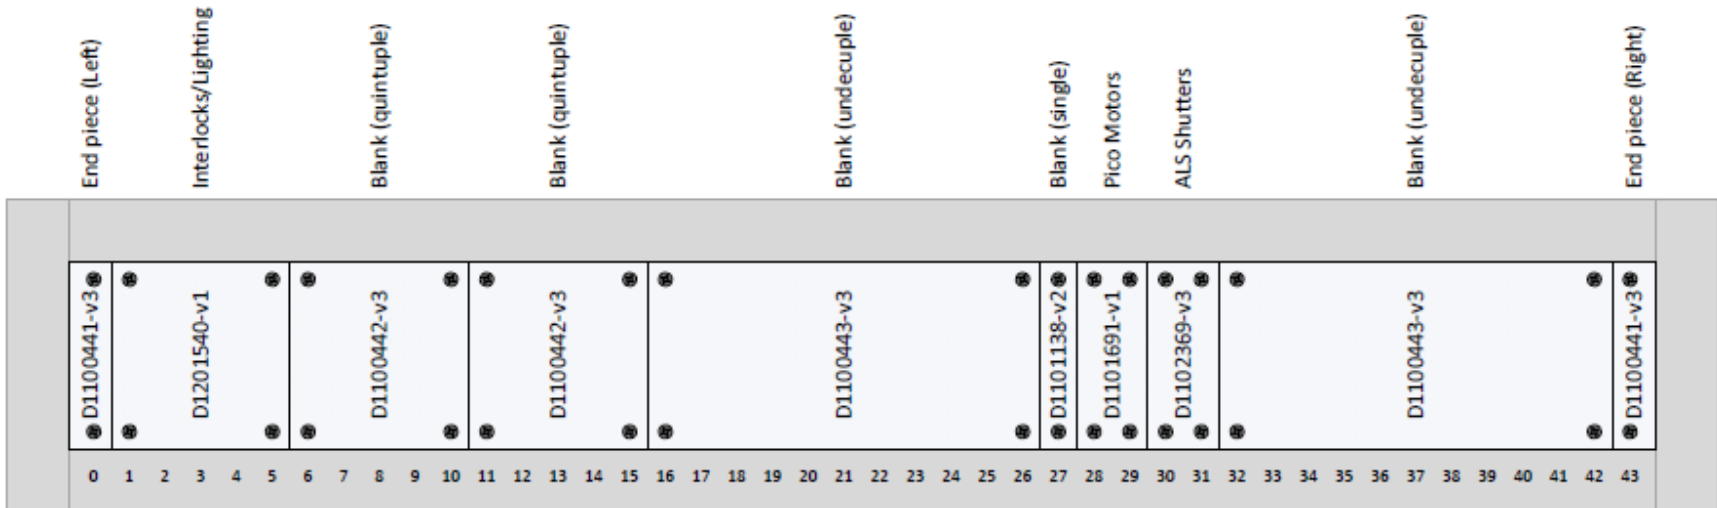 End piece (Left)
Interlocks/Lighting
Blank (quintuple)
Blank (quintuple)
Blank (undecuple)
Blank (single)
Pico Motors
ALS Shutters
Blank (undecuple)
End piece (Right)
D1100441-v3
D1201540-v1
D1100442-v3
D1100442-v3
D1100443-v3
D1101138-v2
D1101691-v1
D1102369-v3
D1100443-v3
D1100441-v3
0 1 2 3 4 5 6 7 8 9 10 11 12 13 14 15 16 17 18 19 20 21 22 23 24 25 26 27 28 29 30 31 32 33 34 35 36 37 38 39 40 41 42 43